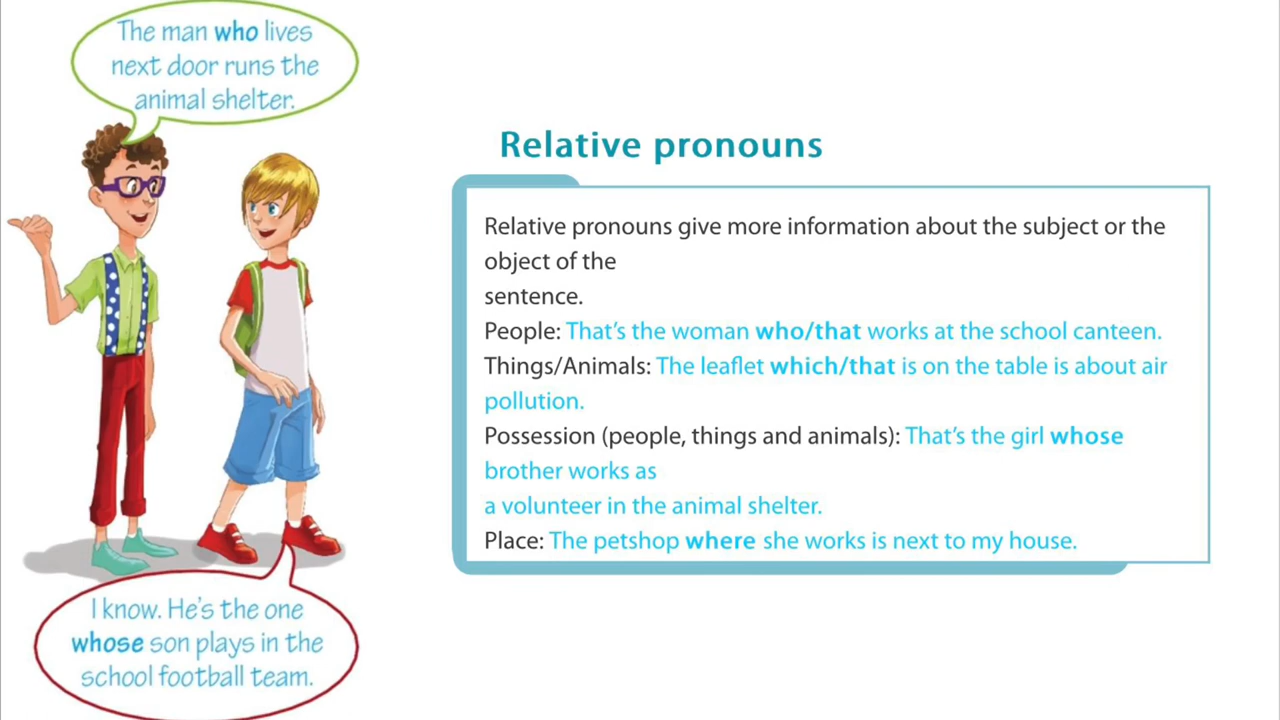 The man who lives
next door runs the
animal shelter.
Relative pronouns
Relative pronouns give more information about the subject or the
object of the
sentence.
People: That’s the woman who/that works at the school canteen.
Things/Animals: The leaflet which/that is on the table is about air
pollution.
Possession (people, things and animals): That’s the girl whose
brother works as
a volunteer in the animal shelter.
Place: The petshop where she works is next to my house.
I know. He’s the one
whose son plays in the
school football team.